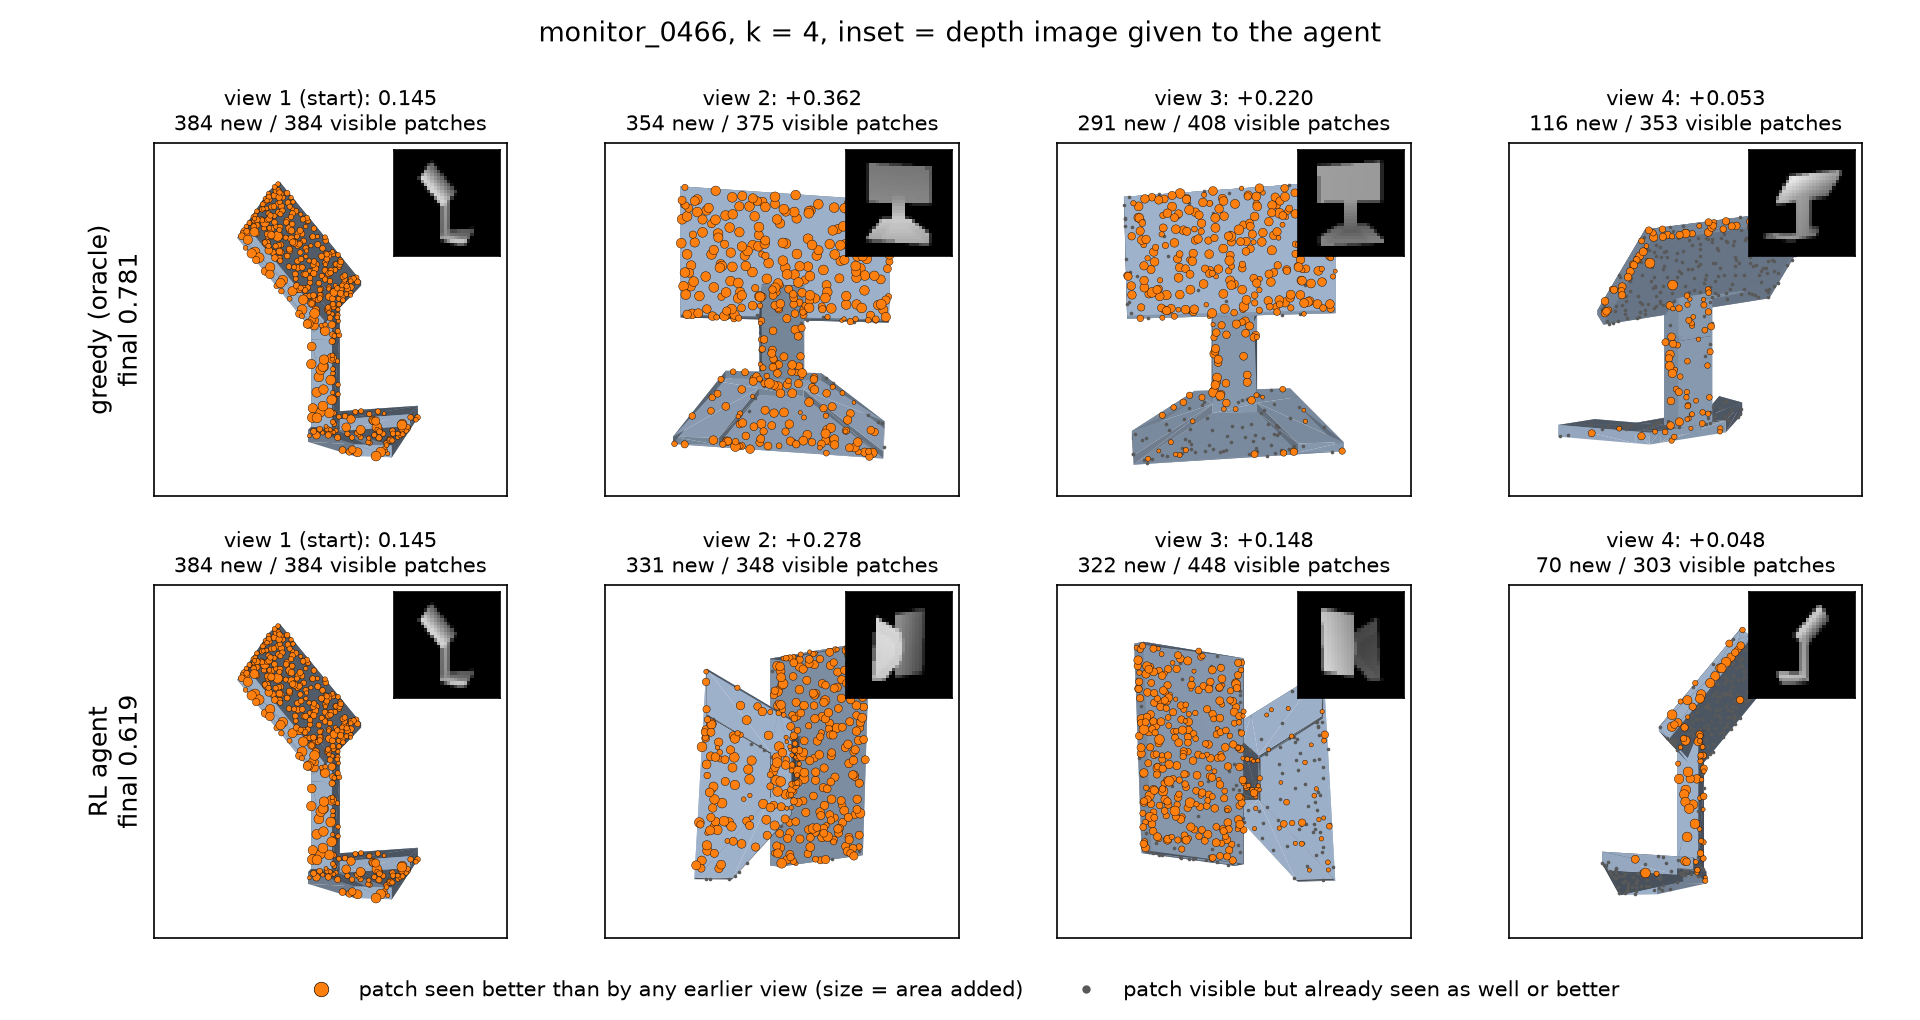 monitor_0466, k = 4, inset = depth image given to the agent
view 1 (start): 0.145
384 new / 384 visible patches
view 2: +0.362
354 new / 375 visible patches
view 3: +0.220
291 new / 408 visible patches
view 4: +0.053
116 new / 353 visible patches
greedy (oracle)
final 0.781
view 1 (start): 0.145
384 new / 384 visible patches
view 2: +0.278
331 new / 348 visible patches
view 3: +0.148
322 new / 448 visible patches
view 4: +0.048
70 new / 303 visible patches
RL agent
final 0.619
patch seen better than by any earlier view (size = area added)
patch visible but already seen as well or better